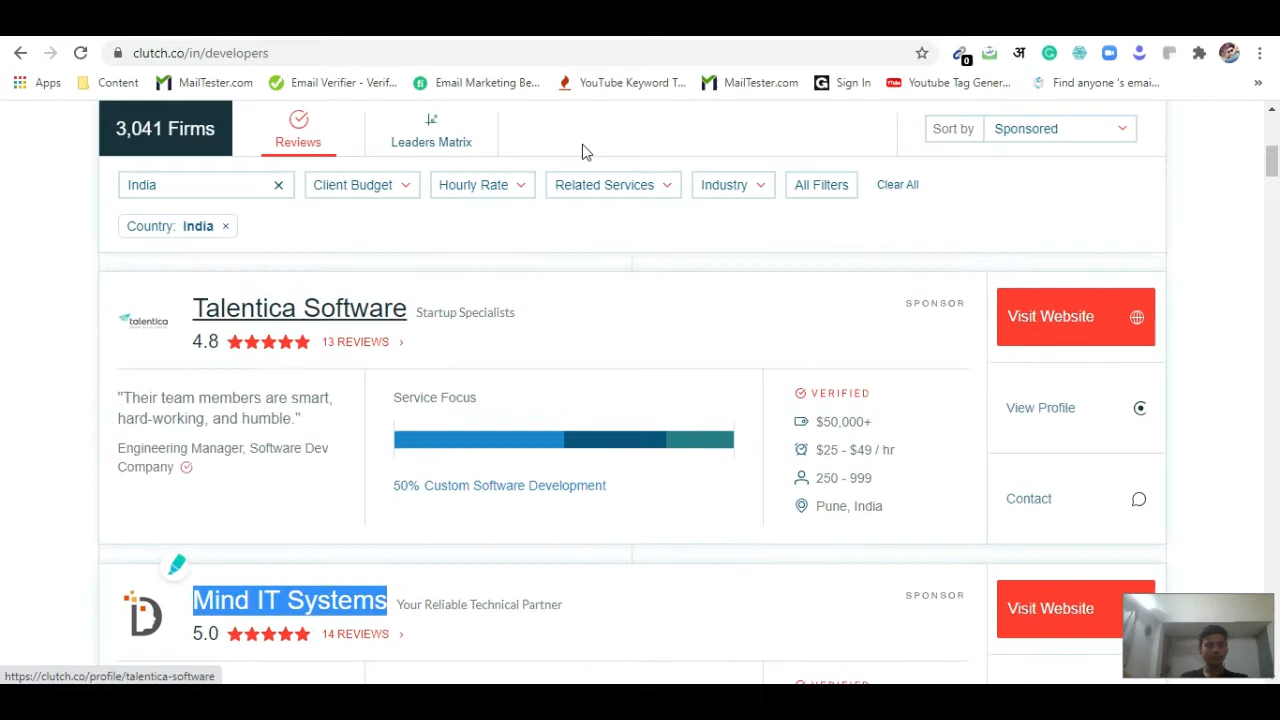 clutch.co/in/developers
0
अ
Apps
Content
MailTester.com
Email Verifier - Verif...
Email Marketing Be...
YouTube Keyword T...
MailTester.com
G
Sign In
Youtube Tag Gener...
Find anyone 's emai...
»
3,041 Firms
Reviews
Leaders Matrix
Sort by
Sponsored
India
Client Budget
Hourly Rate
Related Services
Industry
All Filters
Clear All
Country: India ×
talentica
Talentica Software
Startup Specialists
SPONSOR
4.8
13 REVIEWS
Visit Website
"Their team members are smart,
hard-working, and humble."
Engineering Manager, Software Dev
Company
Service Focus
50% Custom Software Development
VERIFIED
$50,000+
$25 - $49 / hr
250 - 999
Pune, India
View Profile
Contact
Mind IT Systems
Your Reliable Technical Partner
SPONSOR
5.0
14 REVIEWS
Visit Website
https://clutch.co/profile/talentica-software